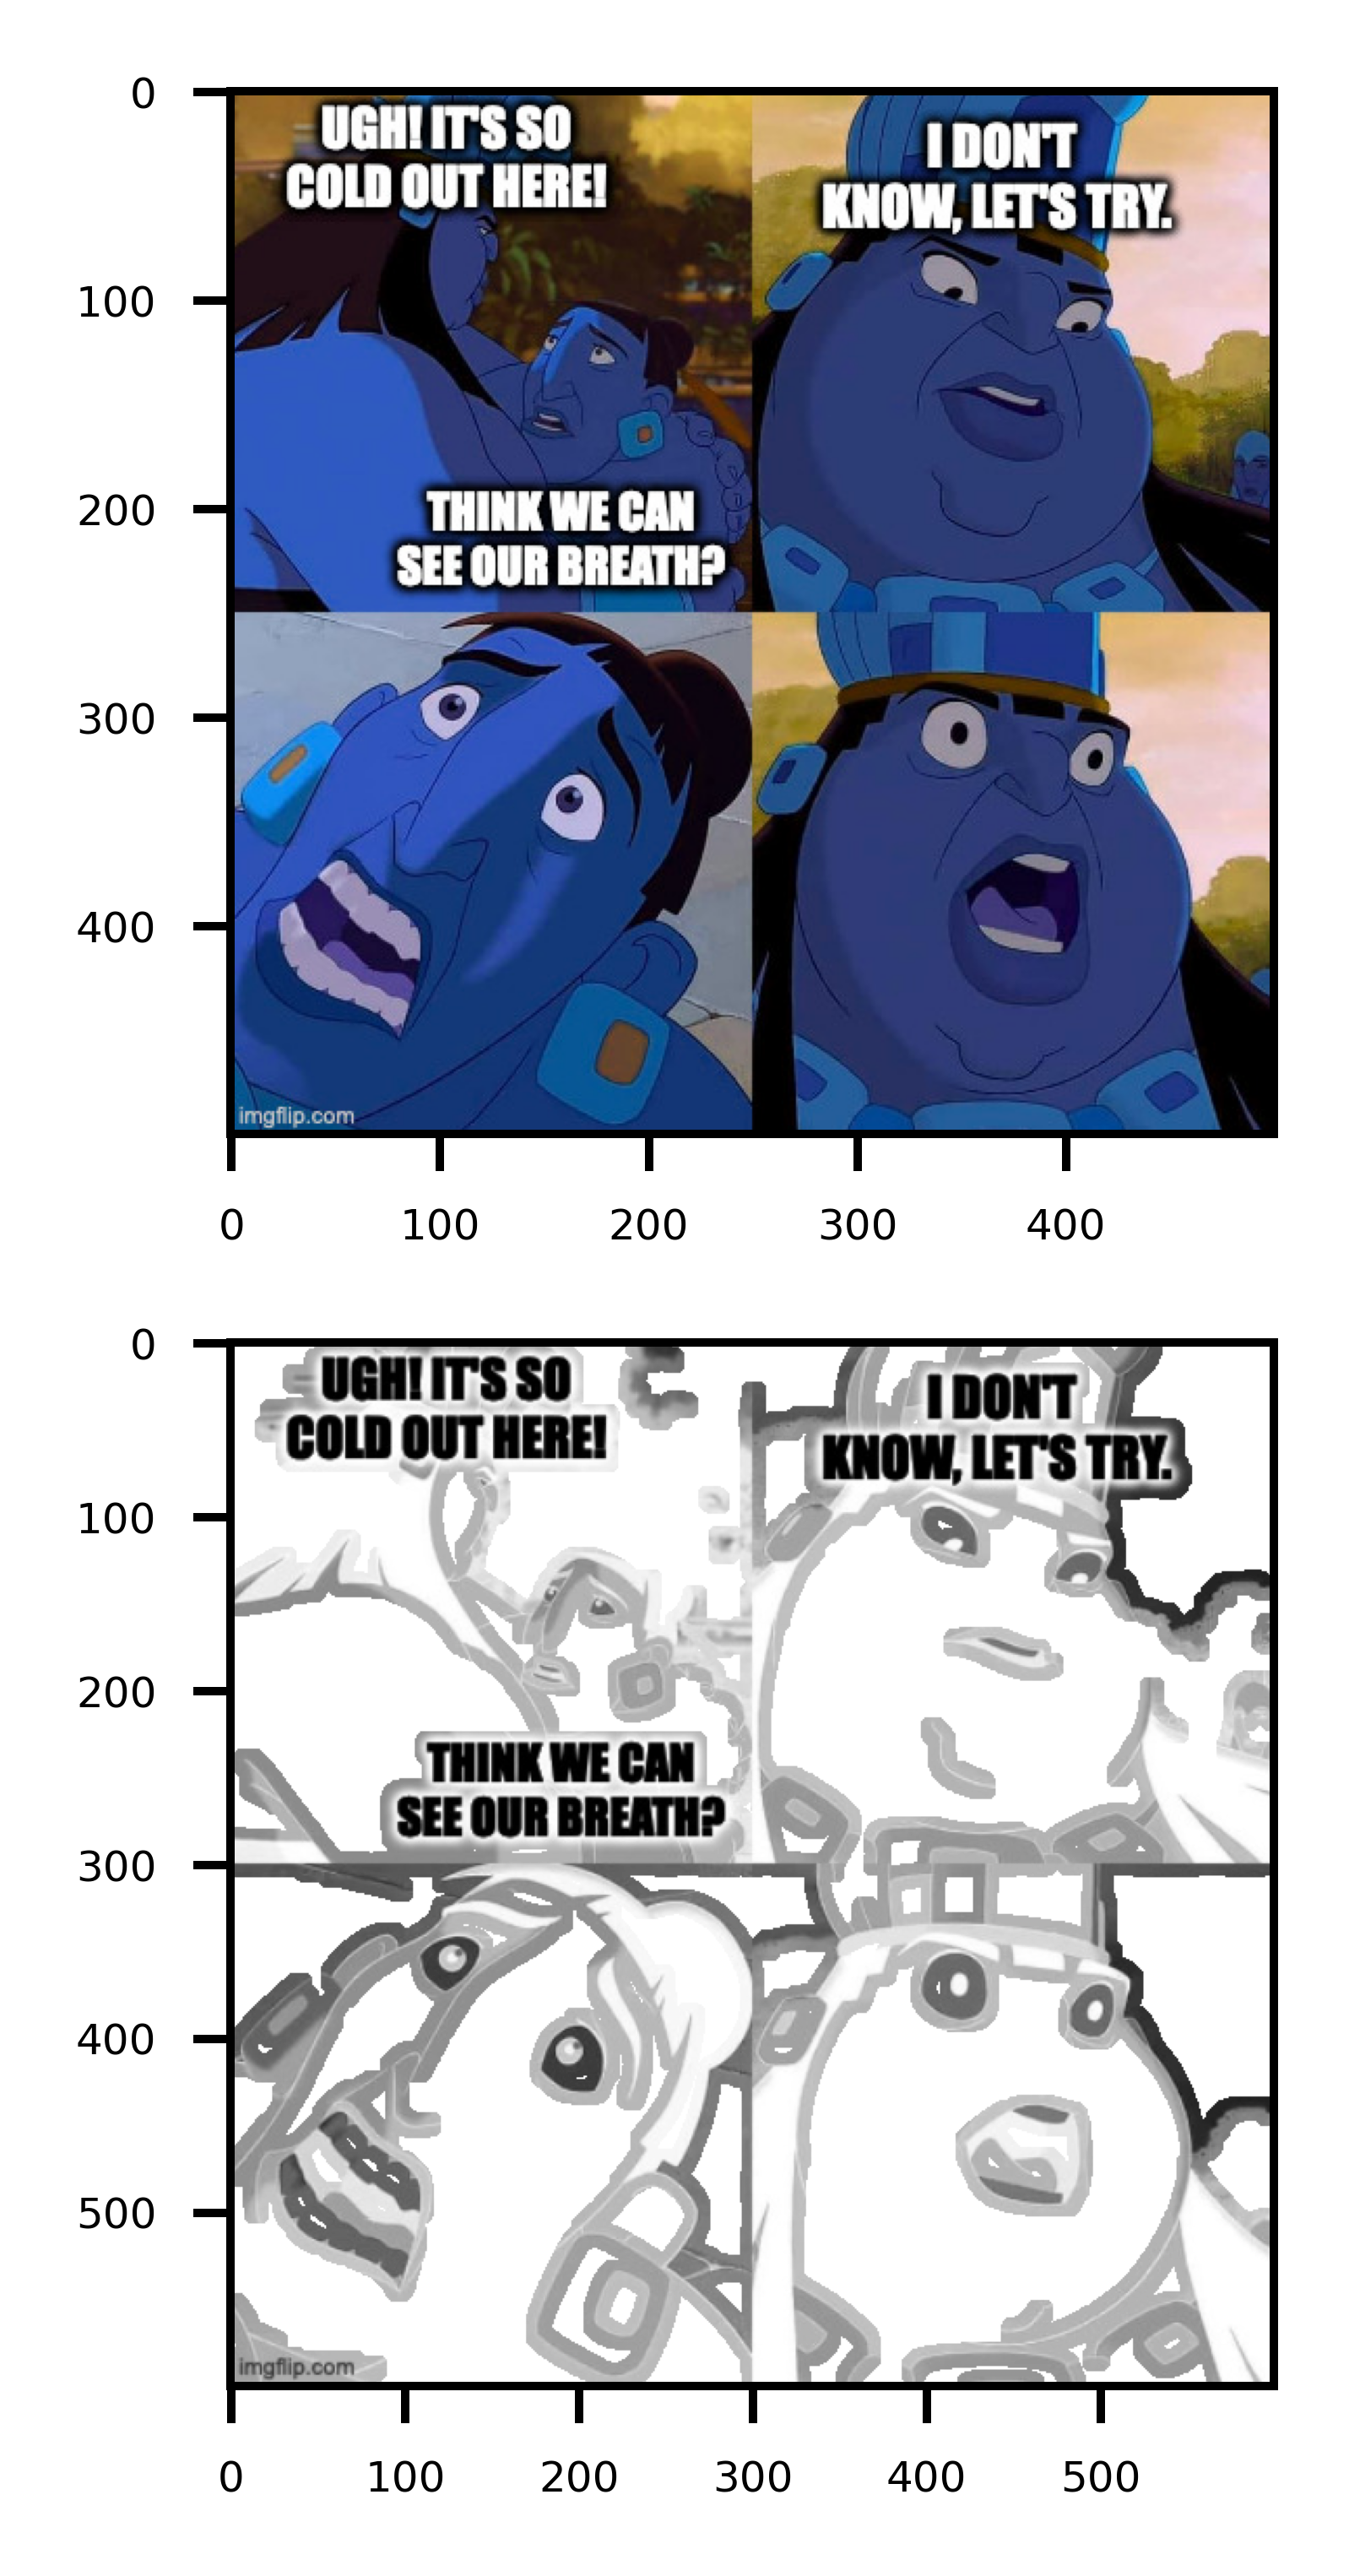 0
UGH! IT'S SO
COLD OUT HERE!
I DON'T
KNOW, LET'S TRY.
100
200
THINK WE CAN
SEE OUR BREATH?
300
400
imgflip.com
0 100 200 300 400
0
UGH! IT'S SO
COLD OUT HERE!
I DON'T
KNOW, LET'S TRY.
100
200
THINK WE CAN
SEE OUR BREATH?
300
400
500
imgflip.com
0 100 200 300 400 500